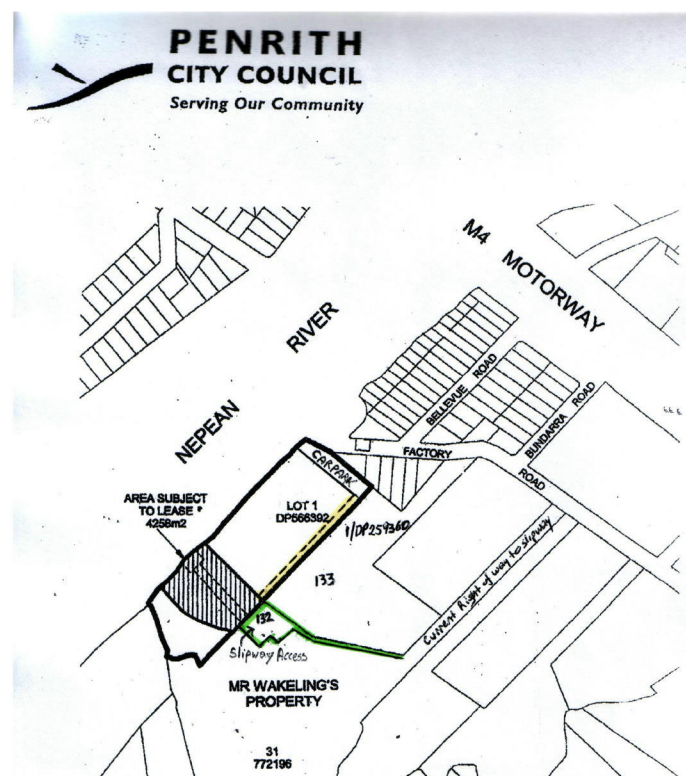 PENRITH
CITY COUNCIL
Serving Our Community
M4 MOTORWAY
RIVER
NEPEAN
BELLEVUE ROAD
BUNDARRA ROAD
FACTORY
ROAD
CARPARK
AREA SUBJECT
TO LEASE
4258m2
LOT 1
DP566392
1/DP259360
133
132
Slipway Access
Current Right of way to slipway
MR WAKELING'S
PROPERTY
31
772196